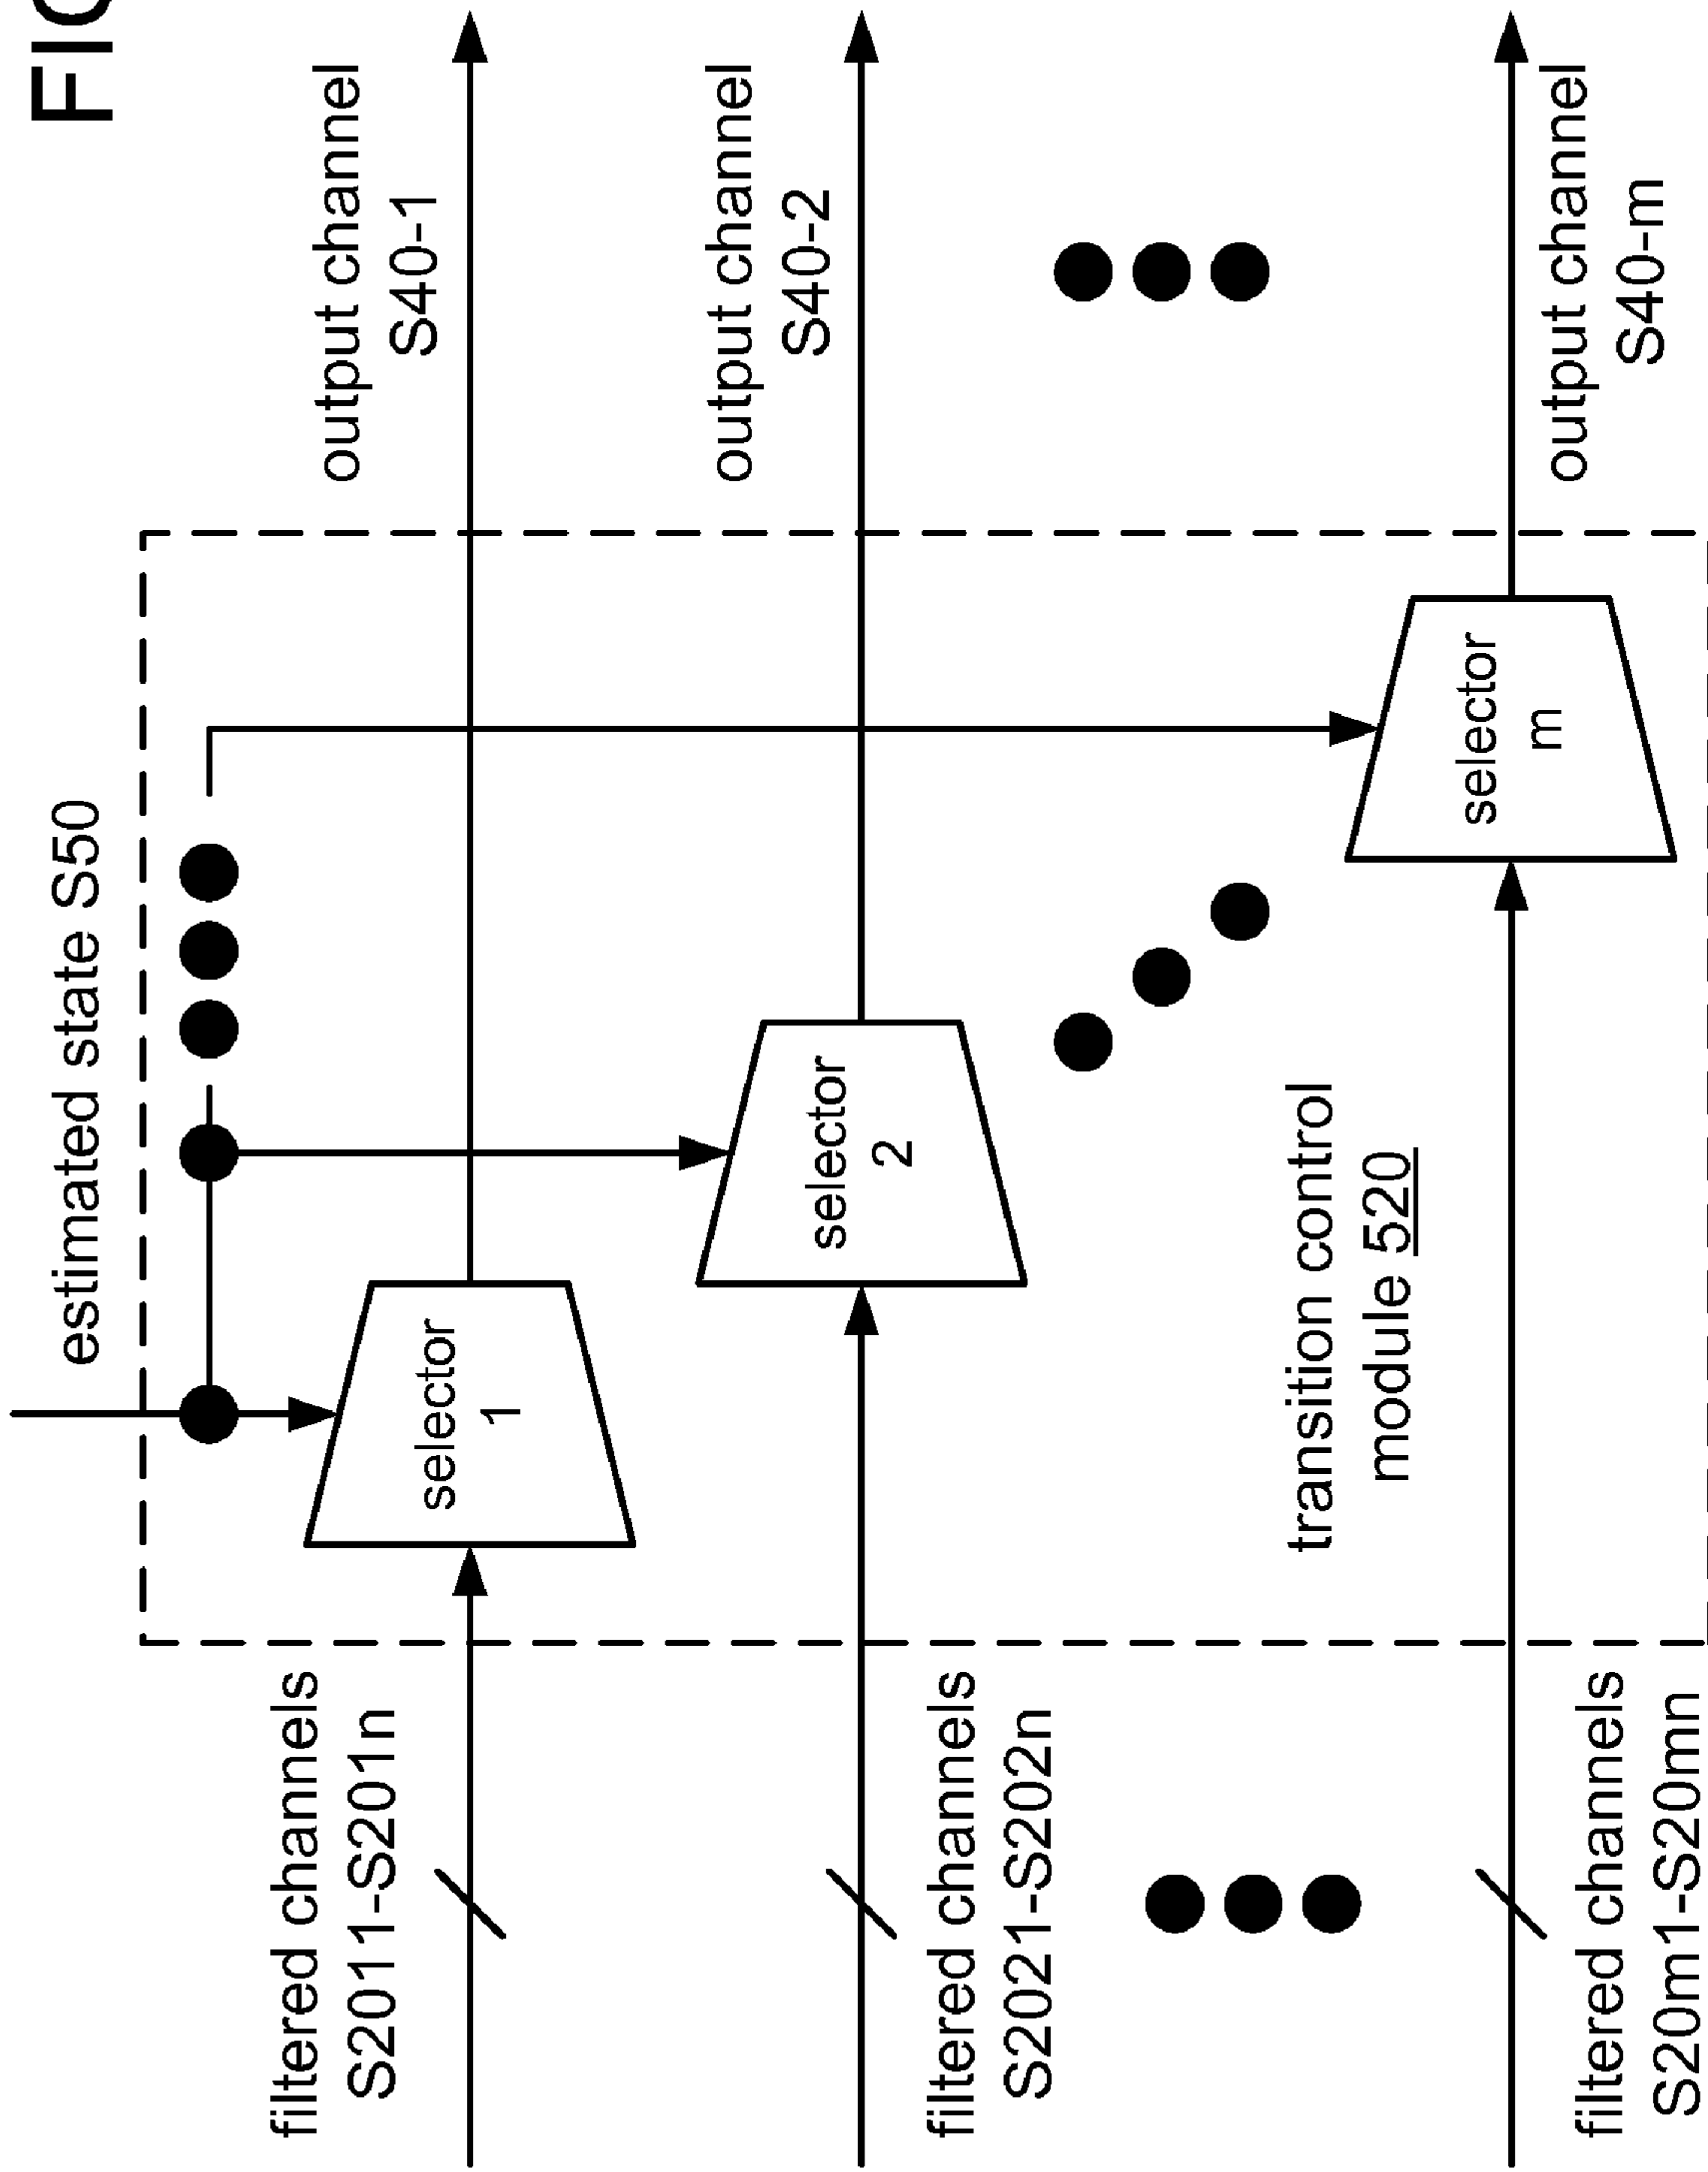 FIG
estimated state S50
output channel
S40-1
output channel
S40-2
output channel
S40-m
selector
1
selector
2
selector
m
transition control
module 520
filtered channels
S2011-S201n
filtered channels
S2021-S202n
filtered channels
S20m1-S20mn